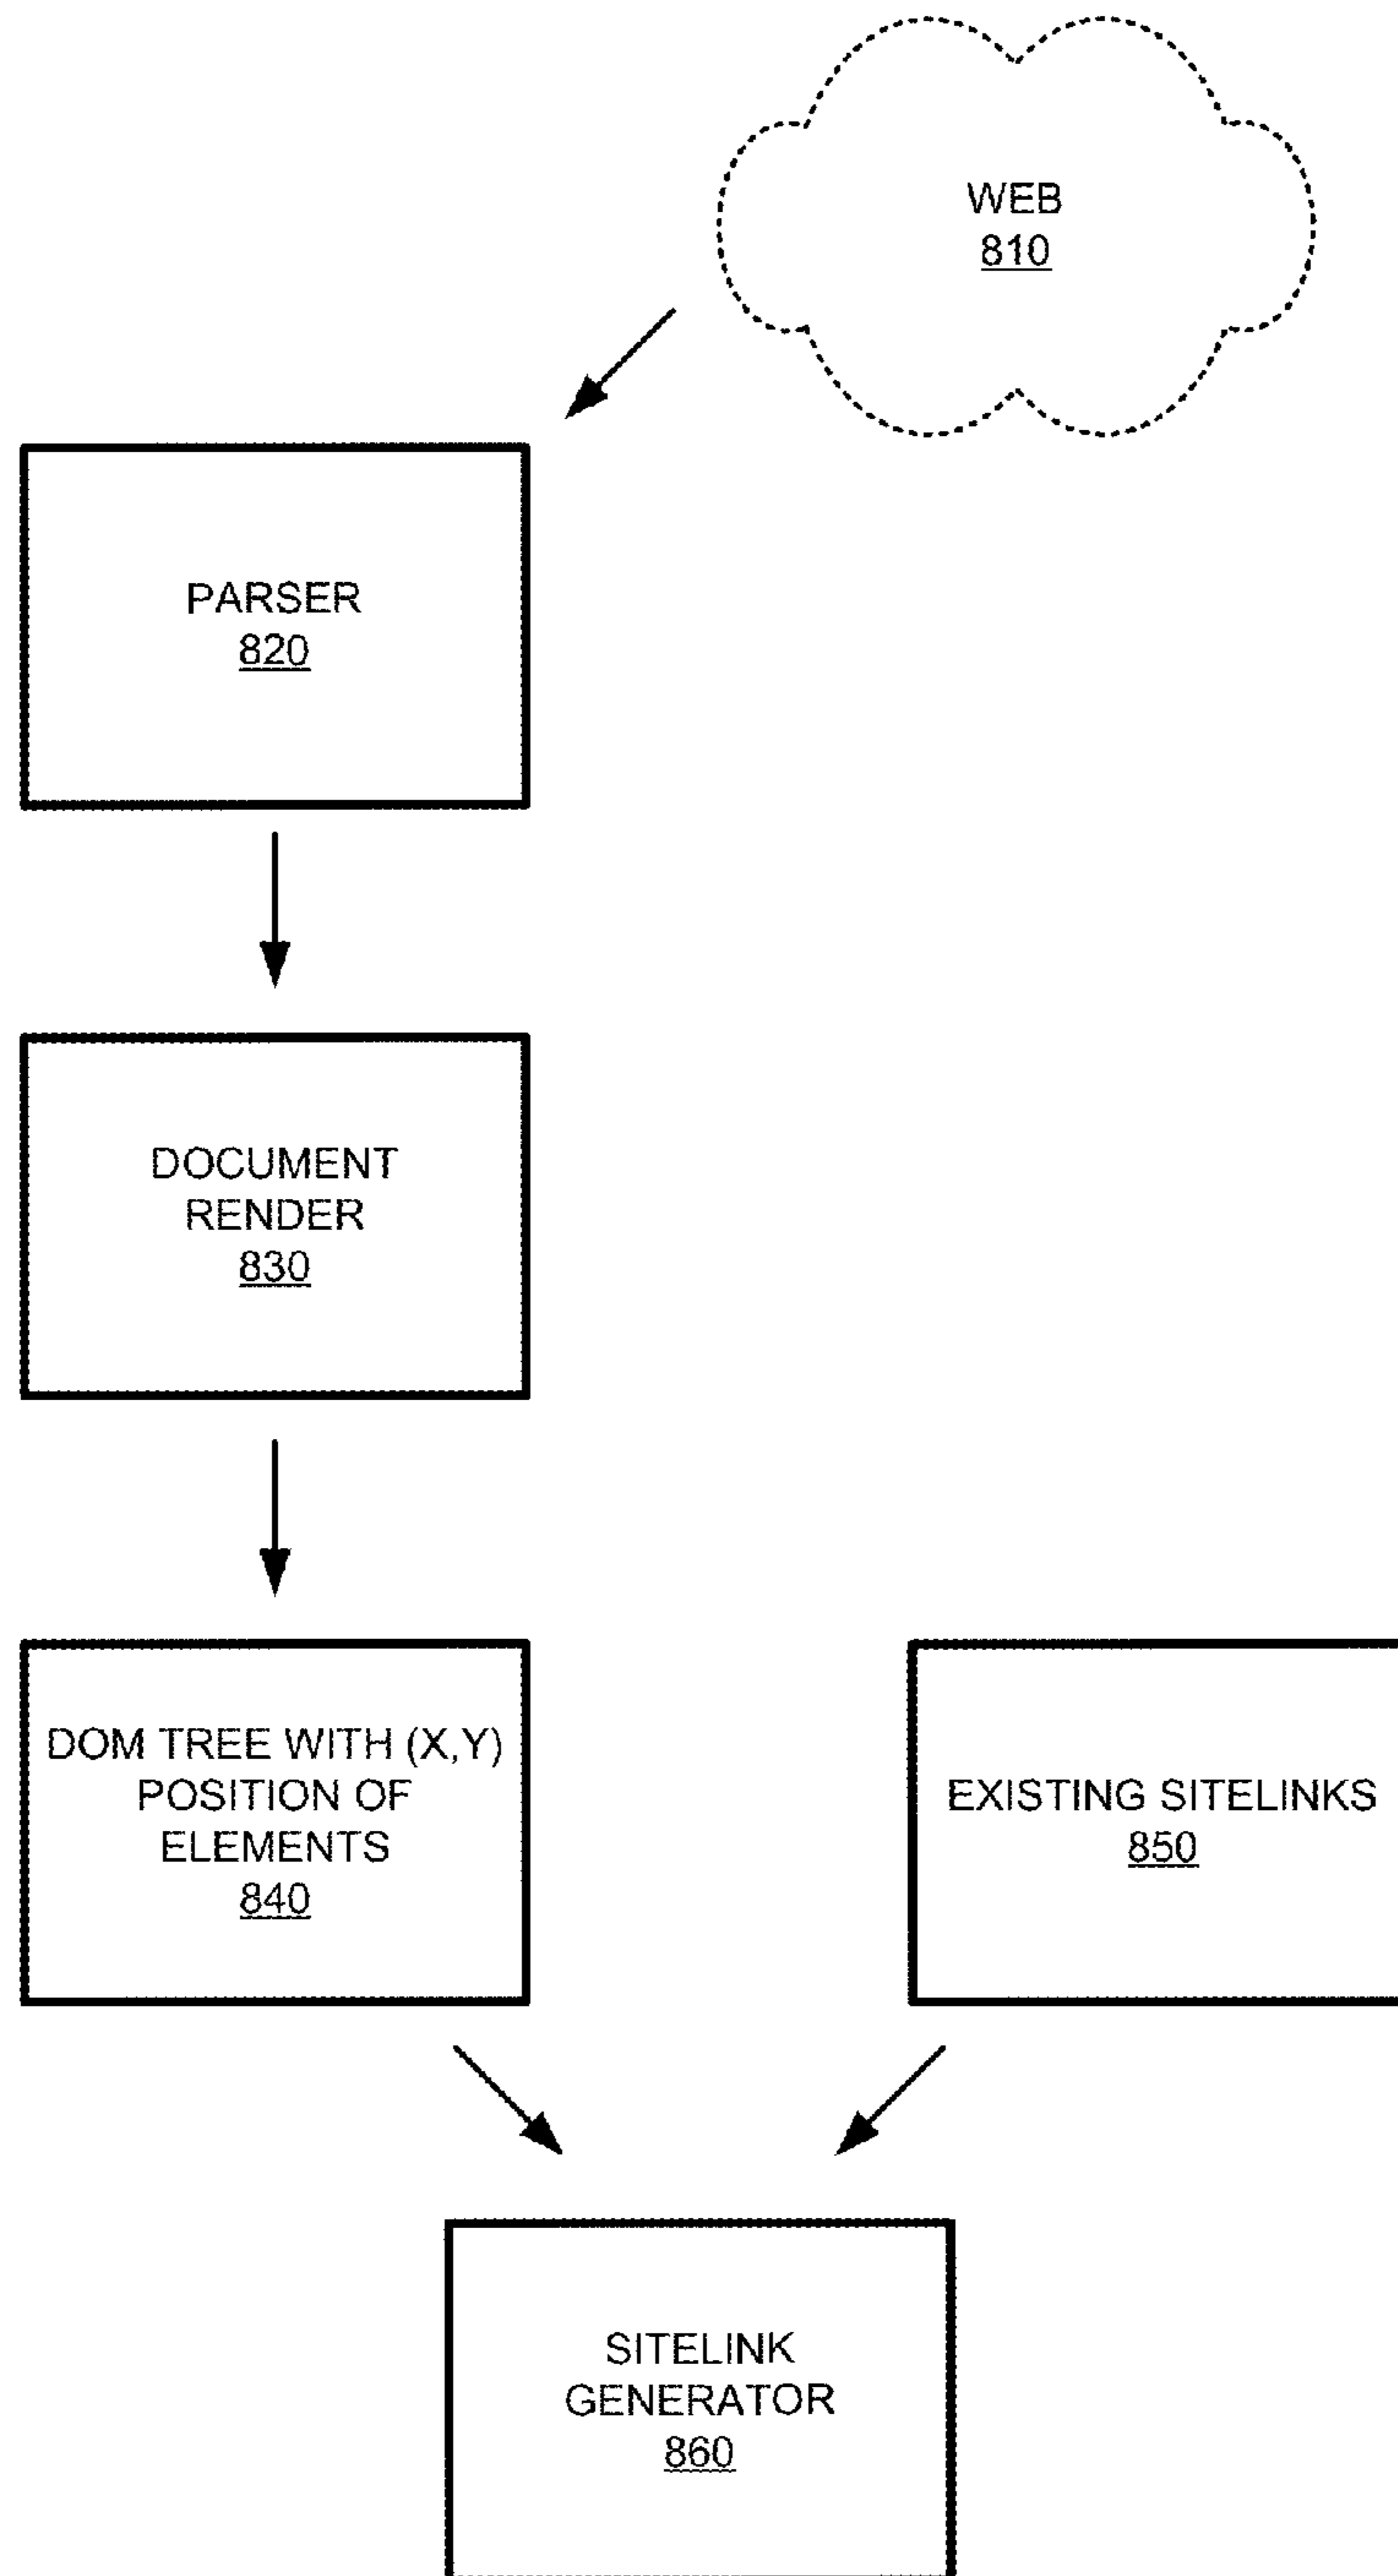 WEB
810
PARSER
820
DOCUMENT
RENDER
830
DOM TREE WITH (X,Y)
POSITION OF
ELEMENTS
840
EXISTING SITELINKS
850
SITELINK
GENERATOR
860